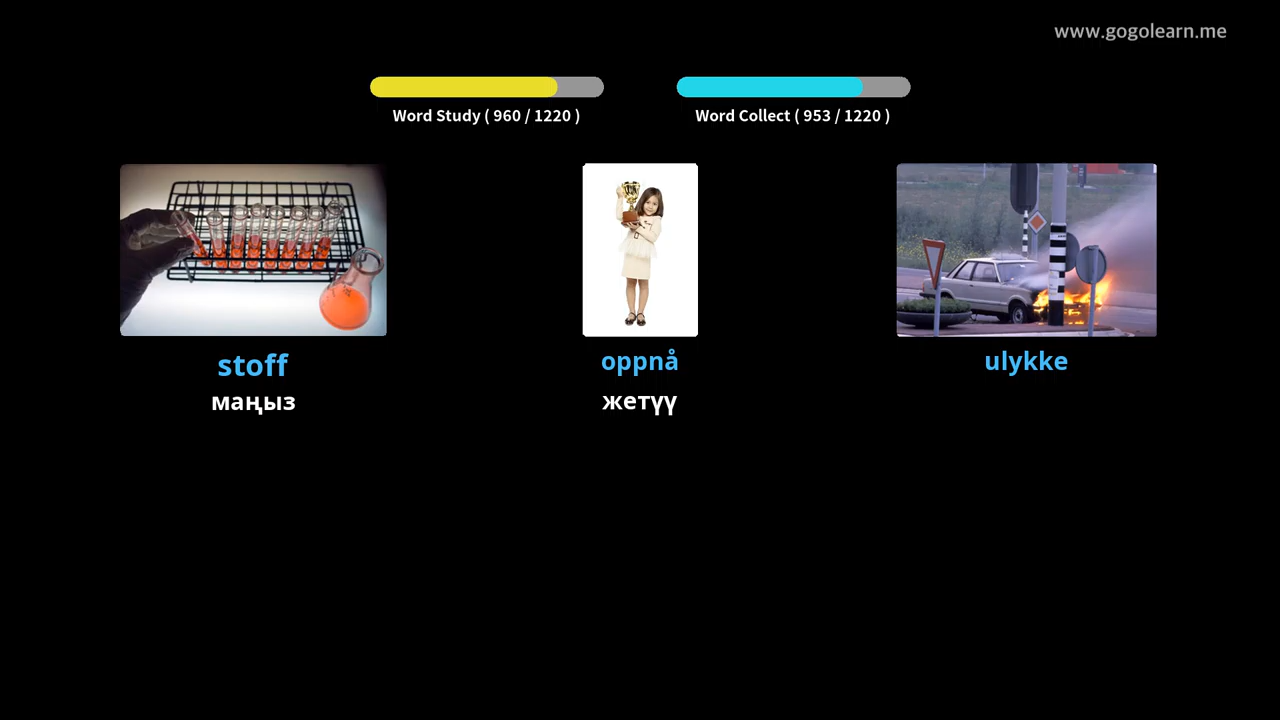 www.gogolearn.me
Word Study ( 960 / 1220 )
Word Collect ( 953 / 1220 )
stoff
маңыз
oppnå
жетүү
ulykke